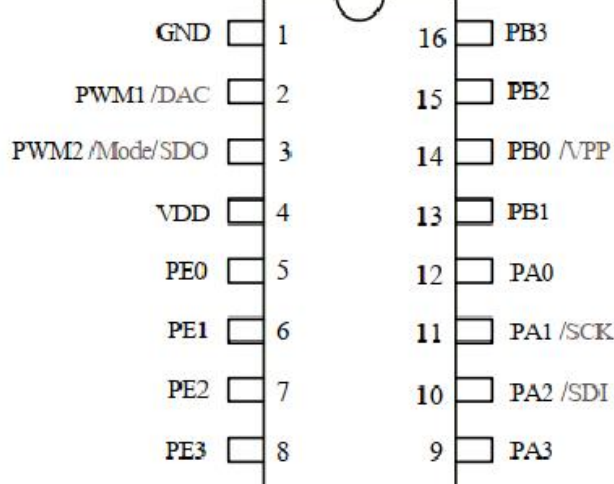 GND 1 16 PB3
PWM1 /DAC 2 15 PB2
PWM2 /Mode/SDO 3 14 PB0 /VPP
VDD 4 13 PB1
PE0 5 12 PA0
PE1 6 11 PA1 /SCK
PE2 7 10 PA2 /SDI
PE3 8 9 PA3